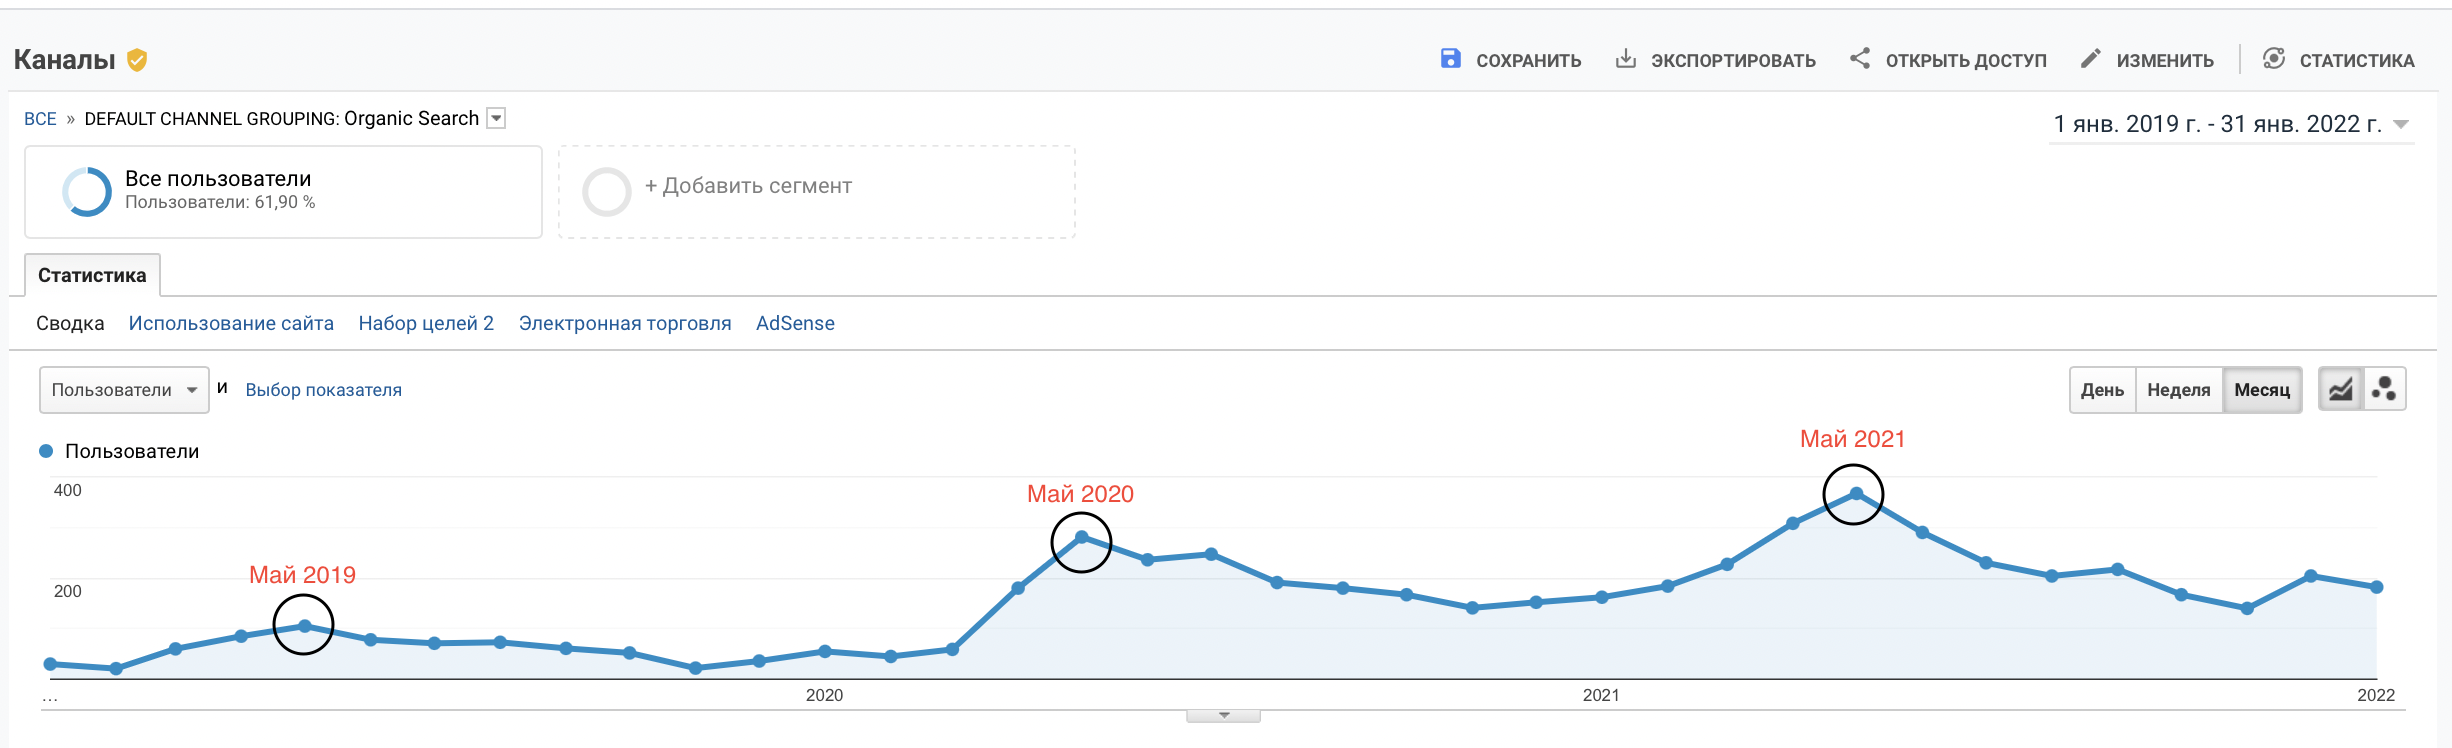 Каналы
СОХРАНИТЬ ЭКСПОРТИРОВАТЬ ОТКРЫТЬ ДОСТУП ИЗМЕНИТЬ СТАТИСТИКА
ВСЕ » DEFAULT CHANNEL GROUPING: Organic Search
1 янв. 2019 г. - 31 янв. 2022 г.
Все пользователи
Пользователи: 61,90 %
+ Добавить сегмент
Статистика
Сводка Использование сайта Набор целей 2 Электронная торговля AdSense
Пользователи и Выбор показателя
День Неделя Месяц
Пользователи
Май 2021
400
Май 2020
Май 2019
200
... 2020 2021 2022